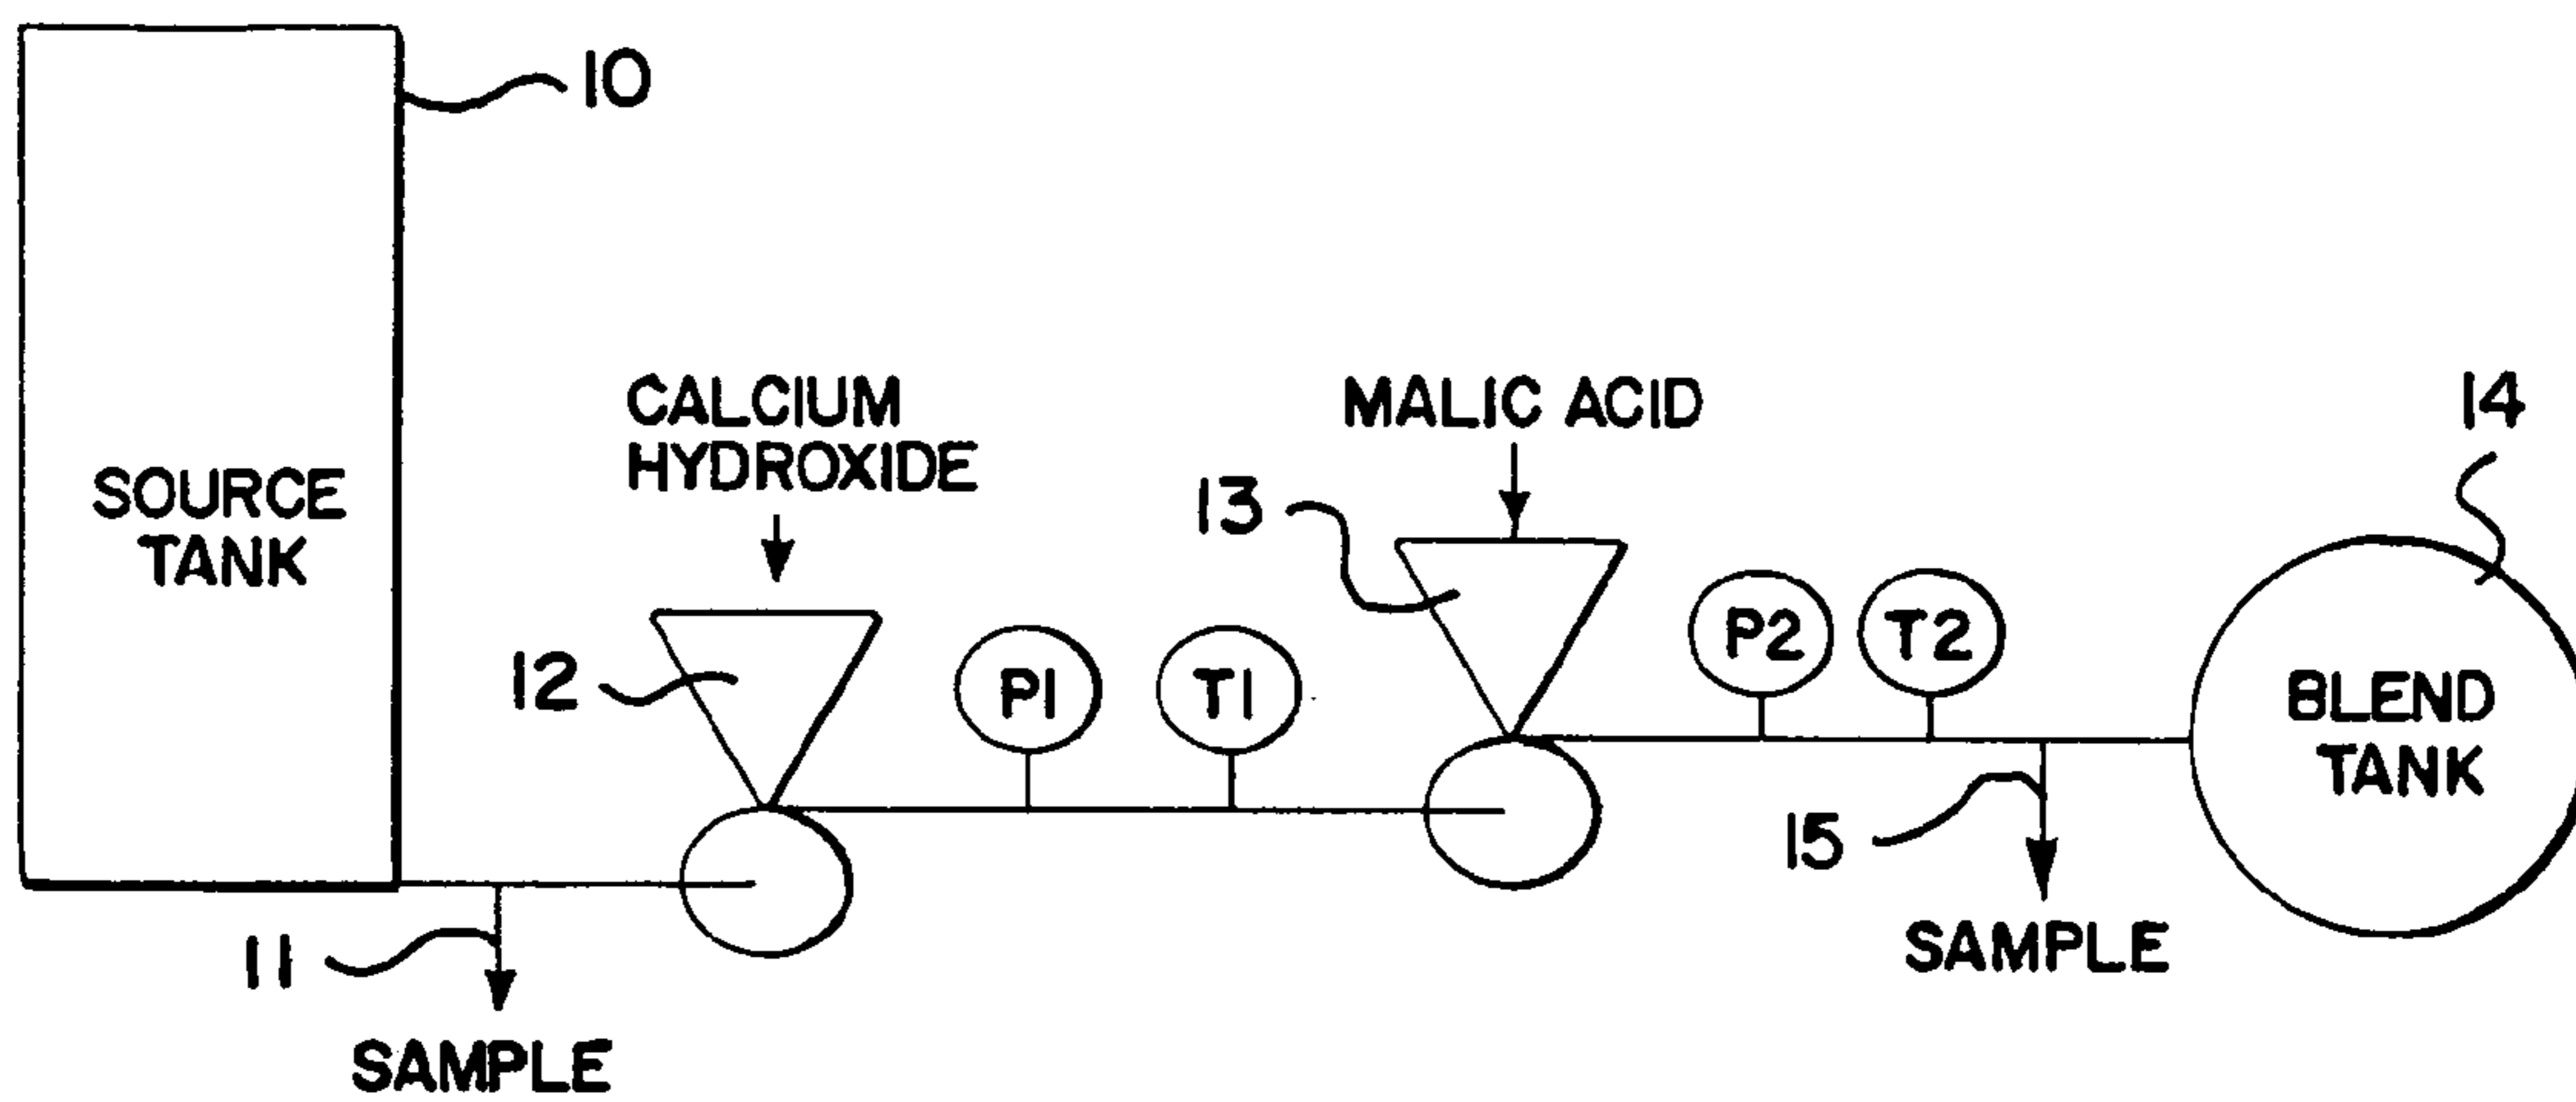 10
SOURCE
TANK
CALCIUM
HYDROXIDE
MALIC ACID
14
13
12
P1
T1
P2
T2
BLEND
TANK
15
11
SAMPLE
SAMPLE